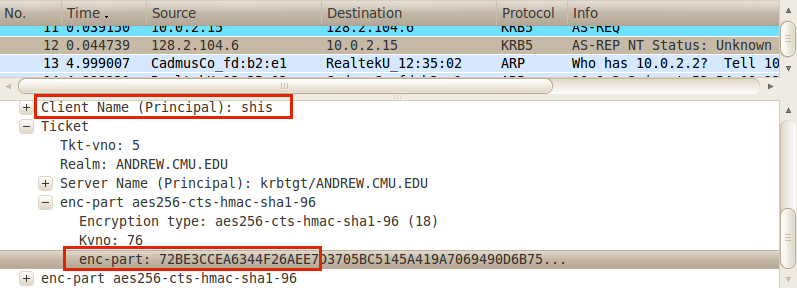 No. Time Source Destination Protocol Info
11 0.039150 10.0.2.15 128.2.104.6 KRB5 AS-REQ
12 0.044739 128.2.104.6 10.0.2.15 KRB5 AS-REP NT Status: Unknown
13 4.999007 CadmusCo_fd:b2:e1 RealtekU_12:35:02 ARP Who has 10.0.2.2? Tell 10
Client Name (Principal): shis
Ticket
Tkt-vno: 5
Realm: ANDREW.CMU.EDU
Server Name (Principal): krbtgt/ANDREW.CMU.EDU
enc-part aes256-cts-hmac-sha1-96
Encryption type: aes256-cts-hmac-sha1-96 (18)
Kvno: 76
enc-part: 72BE3CCEA6344F26AEE7D3705BC5145A419A7069490D6B75...
enc-part aes256-cts-hmac-sha1-96